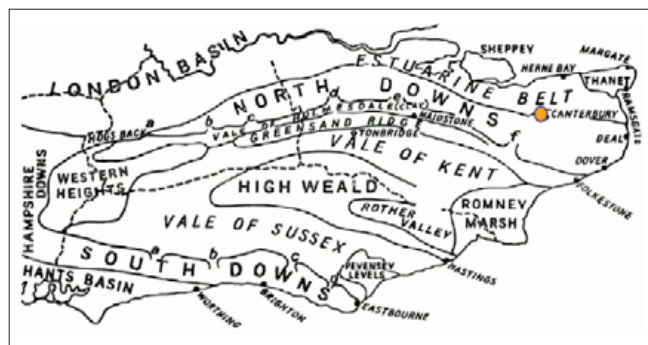 LONDON BASIN
SHEPPEY
MARGATE
ESTUARINE BELT
HERNE BAY
THANET
RAMSGATE
NORTH DOWNS
a
b
c
d
e
f
CANTERBURY
HOGS BACK
VALE OF HOLMESDALE (CLAY)
MAIDSTONE
GREENSAND RIDGE
TONBRIDGE
DEAL
DOVER
FOLKESTONE
HAMPSHIRE DOWNS
WESTERN HEIGHTS
VALE OF KENT
HIGH WEALD
ROMNEY MARSH
ROTHER VALLEY
VALE OF SUSSEX
a
b
c
SOUTH DOWNS
PEVENSEY LEVELS
HASTINGS
HANTS BASIN
WORTHING
BRIGHTON
EASTBOURNE